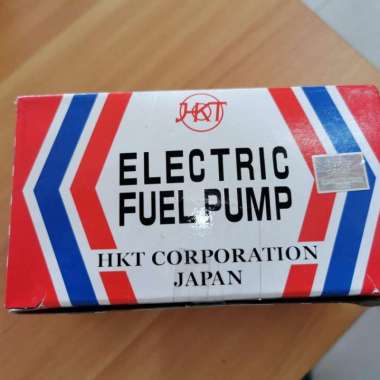 HKT
ELECTRIC
FUEL PUMP
HKT CORPORATION
JAPAN